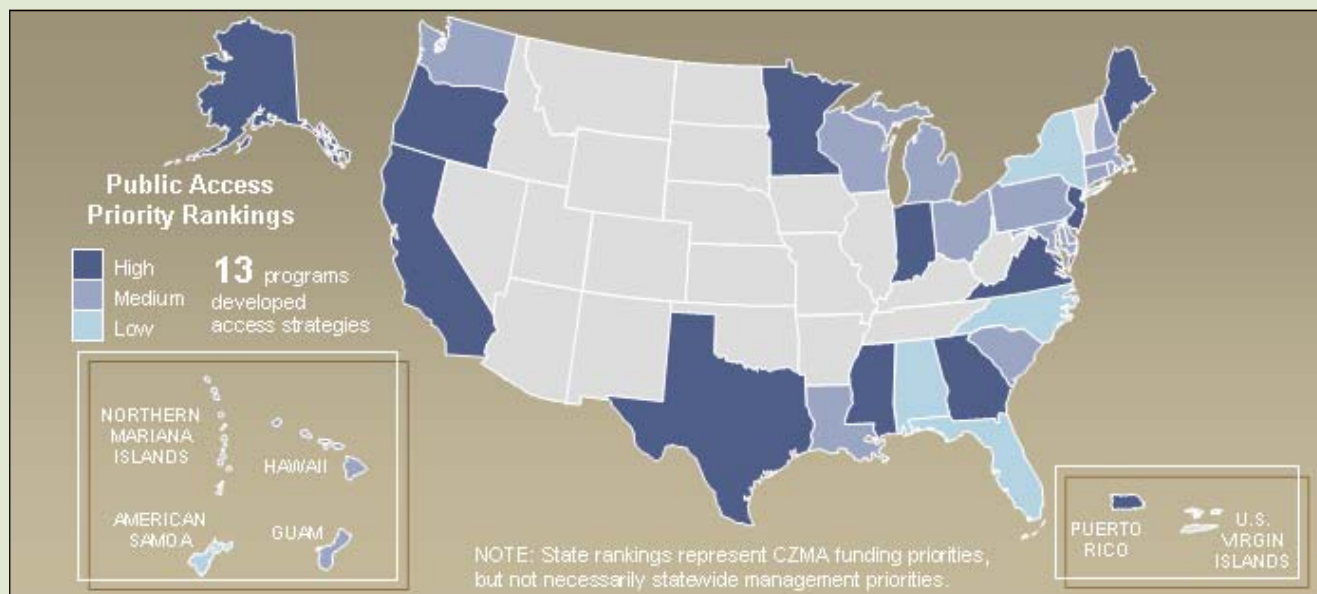 Public Access
Priority Rankings
High
Medium
Low
13 programs
developed
access strategies
NORTHERN
MARIANA
ISLANDS
HAWAII
AMERICAN
SAMOA
GUAM
NOTE: State rankings represent CZMA funding priorities,
but not necessarily statewide management priorities.
PUERTO
RICO
U.S.
VIRGIN
ISLANDS